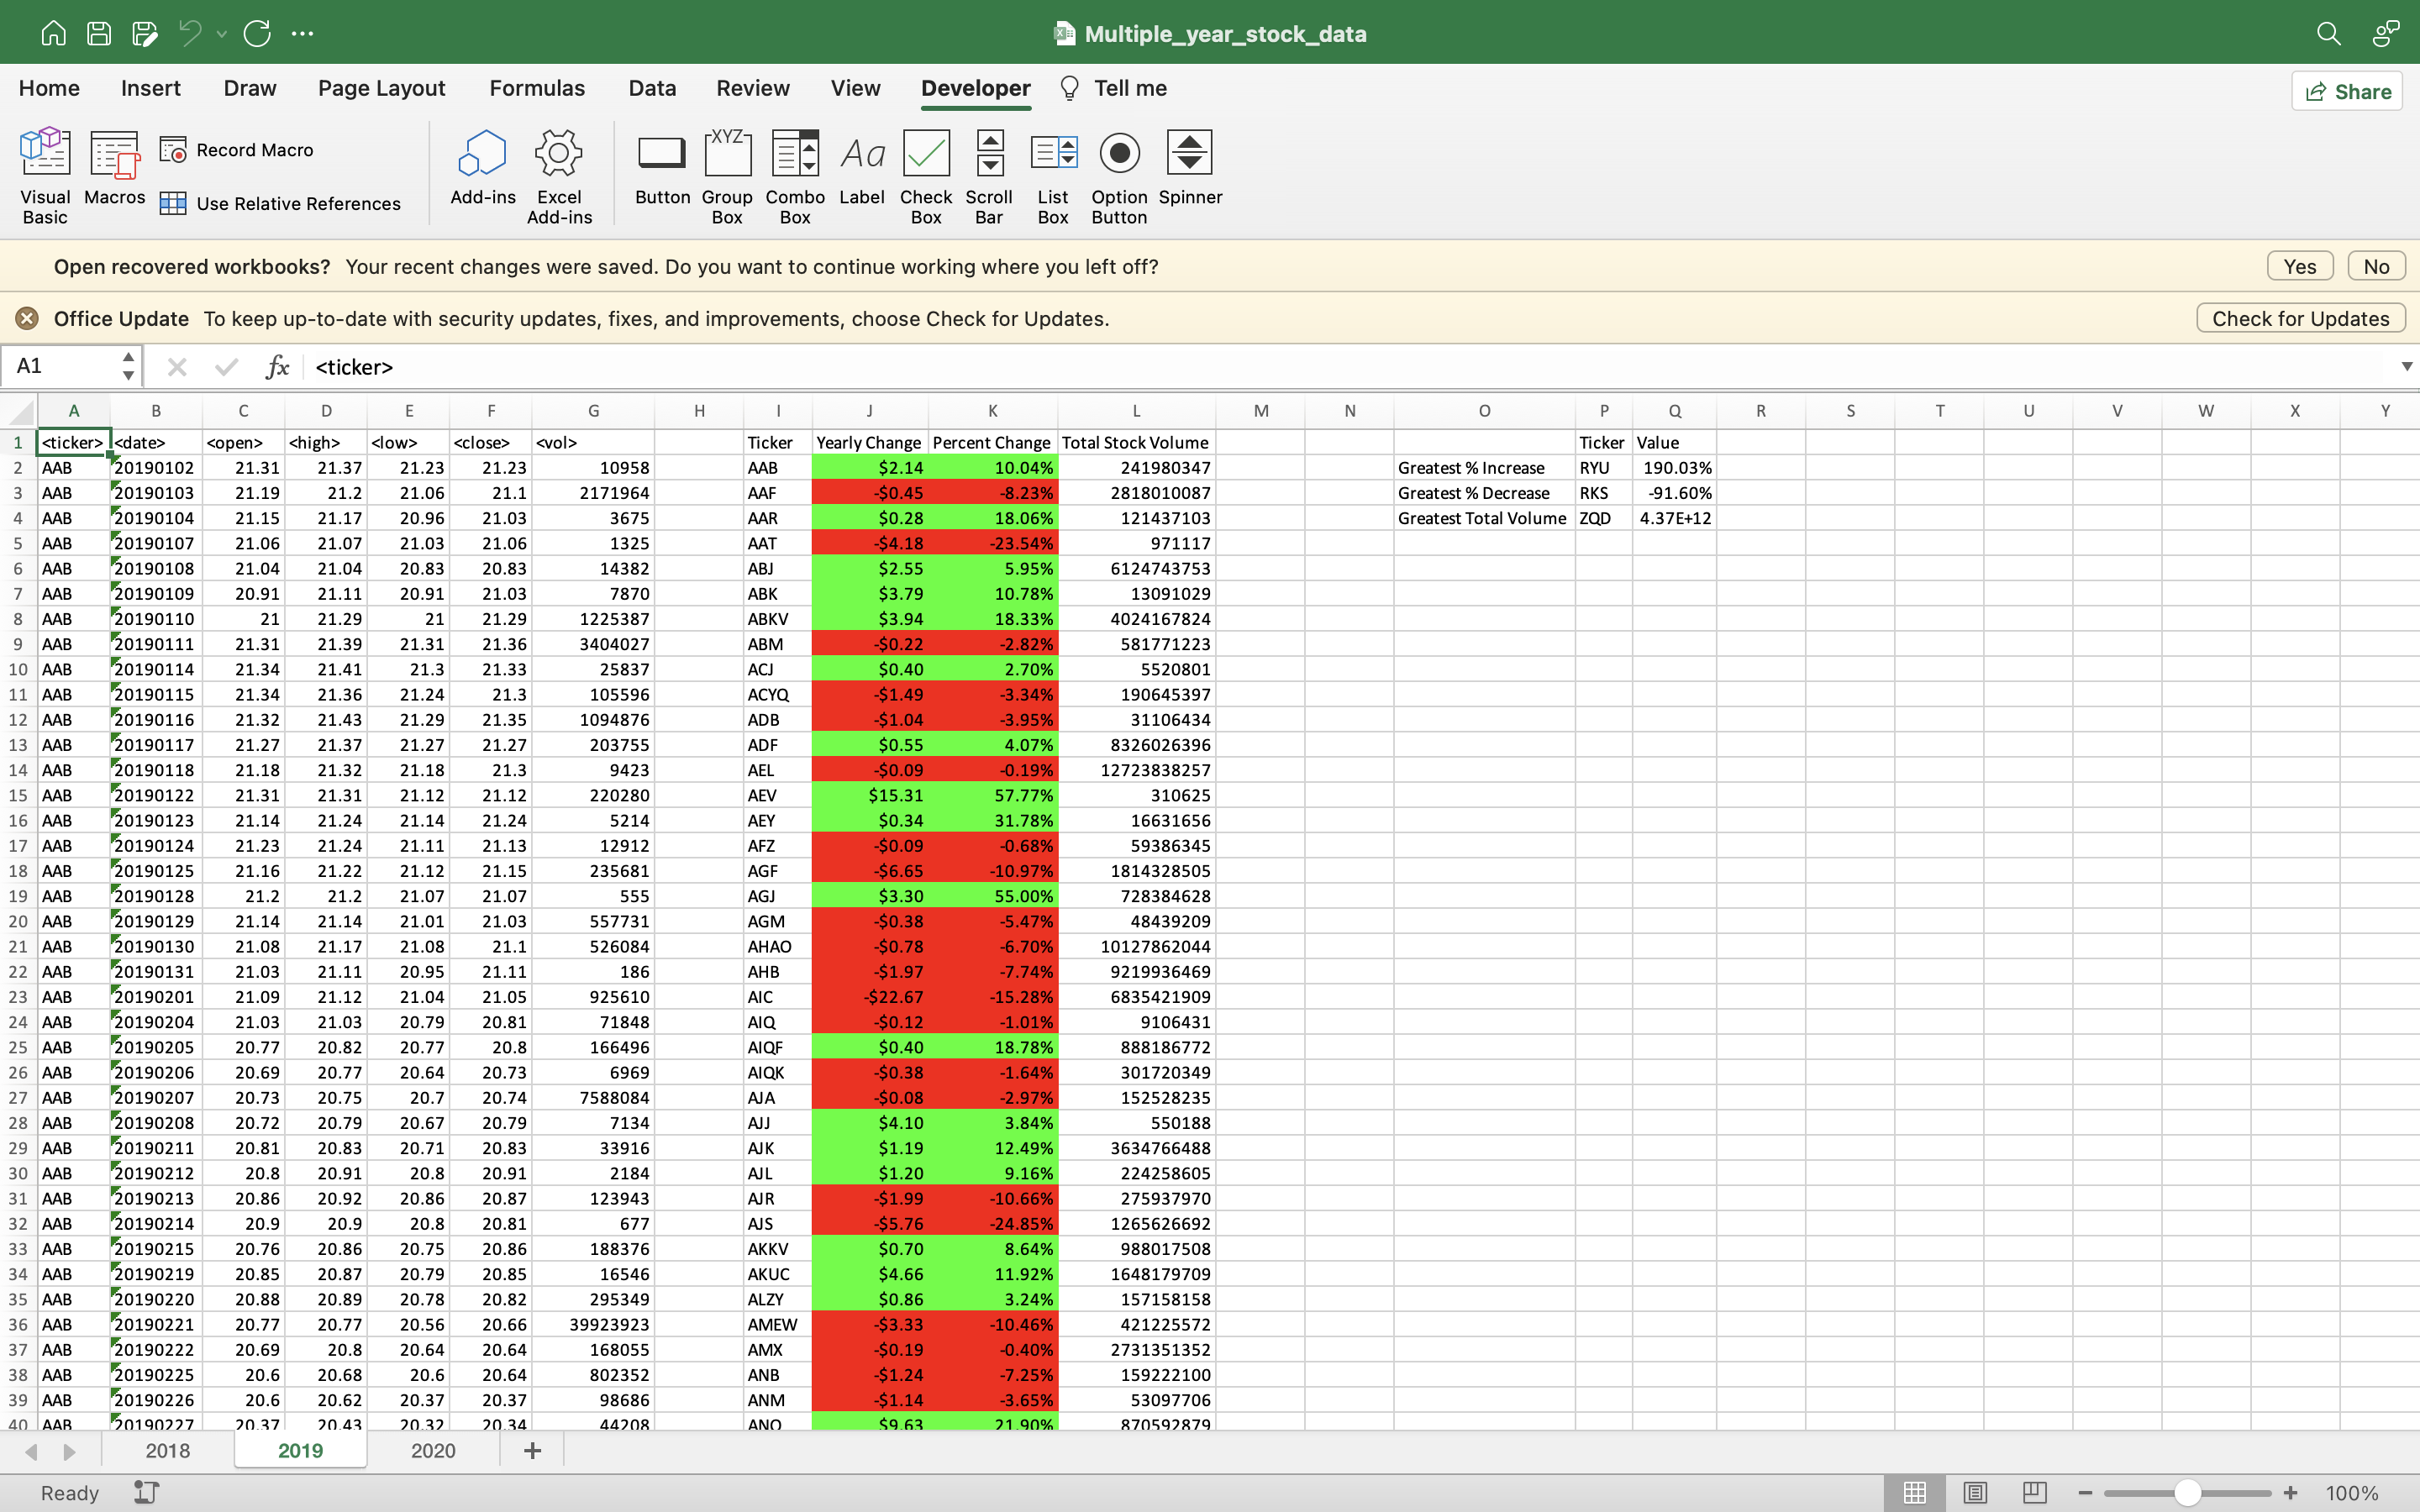 Multiple_year_stock_data
Home Insert Draw Page Layout Formulas Data Review View Developer Tell me Share
Visual Basic Macros Record Macro Use Relative References Add-ins Excel Add-ins Button Group Box Combo Box Label Check Box Scroll Bar List Box Option Button Spinner
Open recovered workbooks? Your recent changes were saved. Do you want to continue working where you left off? Yes No
Office Update To keep up-to-date with security updates, fixes, and improvements, choose Check for Updates. Check for Updates
A1 fx <ticker>
A B C D E F G H I J K L M N O P Q R S T U V W X Y
1 <ticker> <date> <open> <high> <low> <close> <vol> Ticker Yearly Change Percent Change Total Stock Volume Ticker Value
2 AAB 20190102 21.31 21.37 21.23 21.23 10958 AAB $2.14 10.04% 241980347 Greatest % Increase RYU 190.03%
3 AAB 20190103 21.19 21.2 21.06 21.1 2171964 AAF -$0.45 -8.23% 2818010087 Greatest % Decrease RKS -91.60%
4 AAB 20190104 21.15 21.17 20.96 21.03 3675 AAR $0.28 18.06% 121437103 Greatest Total Volume ZQD 4.37E+12
5 AAB 20190107 21.06 21.07 21.03 21.06 1325 AAT -$4.18 -23.54% 971117
6 AAB 20190108 21.04 21.04 20.83 20.83 14382 ABJ $2.55 5.95% 6124743753
7 AAB 20190109 20.91 21.11 20.91 21.03 7870 ABK $3.79 10.78% 13091029
8 AAB 20190110 21 21.29 21 21.29 1225387 ABKV $3.94 18.33% 4024167824
9 AAB 20190111 21.31 21.39 21.31 21.36 3404027 ABM -$0.22 -2.82% 581771223
10 AAB 20190114 21.34 21.41 21.3 21.33 25837 ACJ $0.40 2.70% 5520801
11 AAB 20190115 21.34 21.36 21.24 21.3 105596 ACYQ -$1.49 -3.34% 190645397
12 AAB 20190116 21.32 21.43 21.29 21.35 1094876 ADB -$1.04 -3.95% 31106434
13 AAB 20190117 21.27 21.37 21.27 21.27 203755 ADF $0.55 4.07% 8326026396
14 AAB 20190118 21.18 21.32 21.18 21.3 9423 AEL -$0.09 -0.19% 12723838257
15 AAB 20190122 21.31 21.31 21.12 21.12 220280 AEV $15.31 57.77% 310625
16 AAB 20190123 21.14 21.24 21.14 21.24 5214 AEY $0.34 31.78% 16631656
17 AAB 20190124 21.23 21.24 21.11 21.13 12912 AFZ -$0.09 -0.68% 59386345
18 AAB 20190125 21.16 21.22 21.12 21.15 235681 AGF -$6.65 -10.97% 1814328505
19 AAB 20190128 21.2 21.2 21.07 21.07 555 AGJ $3.30 55.00% 728384628
20 AAB 20190129 21.14 21.14 21.01 21.03 557731 AGM -$0.38 -5.47% 48439209
21 AAB 20190130 21.08 21.17 21.08 21.1 526084 AHAO -$0.78 -6.70% 10127862044
22 AAB 20190131 21.03 21.11 20.95 21.11 186 AHB -$1.97 -7.74% 9219936469
23 AAB 20190201 21.09 21.12 21.04 21.05 925610 AIC -$22.67 -15.28% 6835421909
24 AAB 20190204 21.03 21.03 20.79 20.81 71848 AIQ -$0.12 -1.01% 9106431
25 AAB 20190205 20.77 20.82 20.77 20.8 166496 AIQF $0.40 18.78% 888186772
26 AAB 20190206 20.69 20.77 20.64 20.73 6969 AIQK -$0.38 -1.64% 301720349
27 AAB 20190207 20.73 20.75 20.7 20.74 7588084 AJA -$0.08 -2.97% 152528235
28 AAB 20190208 20.72 20.79 20.67 20.79 7134 AJJ $4.10 3.84% 550188
29 AAB 20190211 20.81 20.83 20.71 20.83 33916 AJK $1.19 12.49% 3634766488
30 AAB 20190212 20.8 20.91 20.8 20.91 2184 AJL $1.20 9.16% 224258605
31 AAB 20190213 20.86 20.92 20.86 20.87 123943 AJR -$1.99 -10.66% 275937970
32 AAB 20190214 20.9 20.9 20.8 20.81 677 AJS -$5.76 -24.85% 1265626692
33 AAB 20190215 20.76 20.86 20.75 20.86 188376 AKKV $0.70 8.64% 988017508
34 AAB 20190219 20.85 20.87 20.79 20.85 16546 AKUC $4.66 11.92% 1648179709
35 AAB 20190220 20.88 20.89 20.78 20.82 295349 ALZY $0.86 3.24% 157158158
36 AAB 20190221 20.77 20.77 20.56 20.66 39923923 AMEW -$3.33 -10.46% 421225572
37 AAB 20190222 20.69 20.8 20.64 20.64 168055 AMX -$0.19 -0.40% 2731351352
38 AAB 20190225 20.6 20.68 20.6 20.64 802352 ANB -$1.24 -7.25% 159222100
39 AAB 20190226 20.6 20.62 20.37 20.37 98686 ANM -$1.14 -3.65% 53097706
40 AAB 20190227 20.37 20.43 20.32 20.34 44208 ANO $9.63 21.90% 870592879
2018 2019 2020
Ready 100%